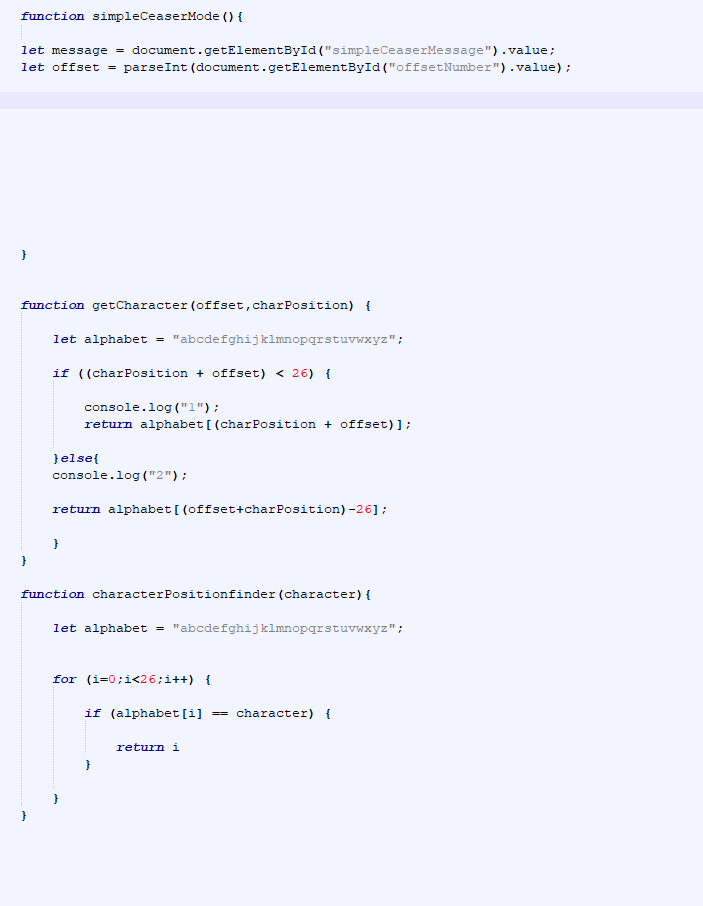 function simpleCeaserMode(){
let message = document.getElementById("simpleCeaserMessage").value;
let offset = parseInt(document.getElementById("offsetNumber").value);
}
function getCharacter(offset,charPosition) {
let alphabet = "abcdefghijklmnopqrstuvwxyz";
if ((charPosition + offset) < 26) {
console.log("1");
return alphabet[(charPosition + offset)];
}else{
console.log("2");
return alphabet[(offset+charPosition)-26];
}
}
function characterPositionfinder(character){
let alphabet = "abcdefghijklmnopqrstuvwxyz";
for (i=0;i<26;i++) {
if (alphabet[i] == character) {
return i
}
}
}